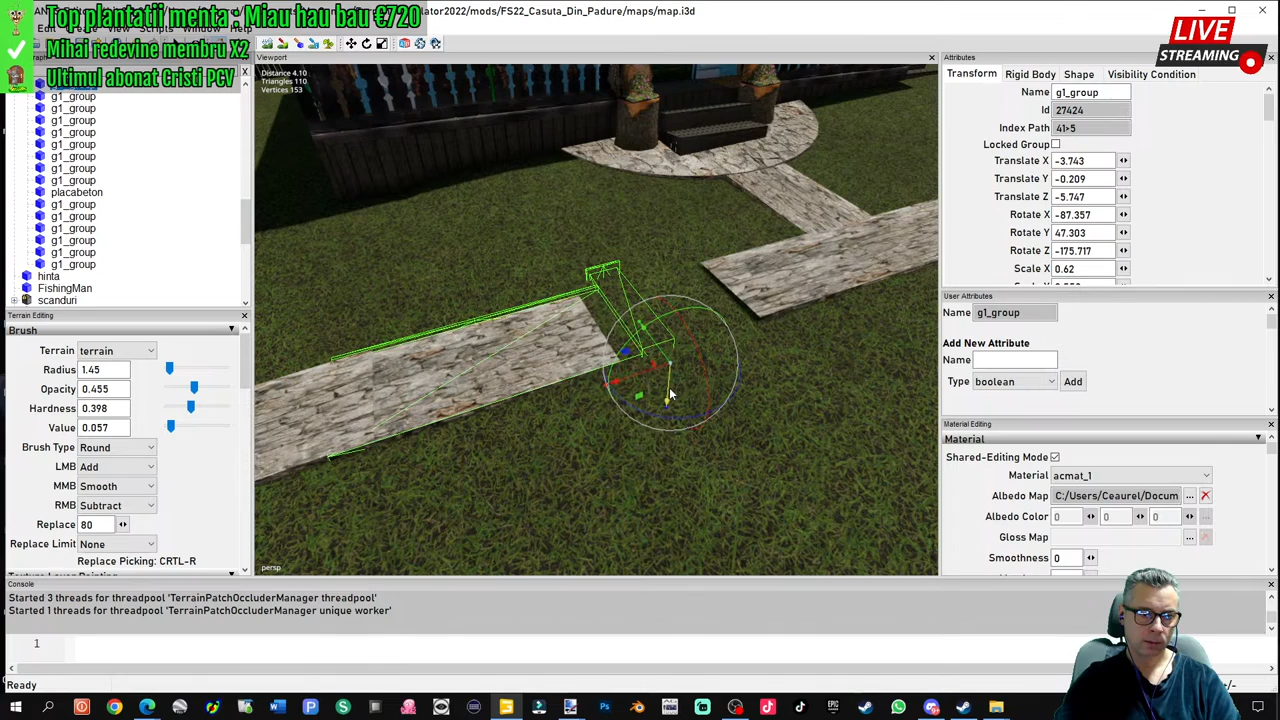 Top plantatii menta : Miau hau bau €720
olator2022/mods/FS22_Casuta_Din_Padure/maps/map.i3d
Mihai redevine membru X2
Ultimul abonat Cristi PCV
LIVE
STREAMING
Viewport
Attributes
Distance 4.10
Triangles 110
Vertices 153
Transform
Rigid Body
Shape
Visibility Condition
g1_group
g1_group
g1_group
g1_group
g1_group
g1_group
g1_group
g1_group
placabeton
g1_group
g1_group
g1_group
g1_group
g1_group
g1_group
hinta
FishingMan
scanduri
Name g1_group
Id 27424
Index Path 41>5
Locked Group
Translate X -3.743
Translate Y -0.209
Translate Z -5.747
Rotate X -87.357
Rotate Y 47.303
Rotate Z -175.717
Scale X 0.62
User Attributes
Name g1_group
Add New Attribute
Name
Type boolean Add
Terrain Editing
Brush
Terrain terrain
Radius 1.45
Opacity 0.455
Hardness 0.398
Value 0.057
Brush Type Round
LMB Add
MMB Smooth
RMB Subtract
Replace 80
Replace Limit None
Replace Picking: CRTL-R
persp
Material Editing
Material
Shared-Editing Mode
Material acmat_1
Albedo Map C:/Users/Ceaurel/Docum ...
Albedo Color 0 0 0
Gloss Map ...
Smoothness 0
Console
Started 3 threads for threadpool 'TerrainPatchOccluderManager threadpool'
Started 1 threads for threadpool 'TerrainPatchOccluderManager unique worker'
1
Ready